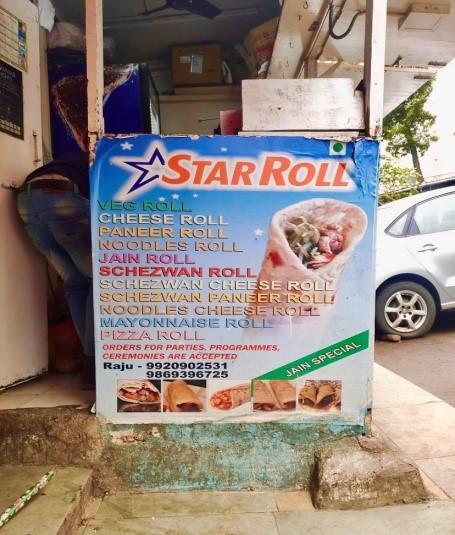 STAR ROLL
VEG ROLL
CHEESE ROLL
PANEER ROLL
NOODLES ROLL
JAIN ROLL
SCHEZWAN ROLL
SCHEZWAN CHEESE ROLL
SCHEZWAN PANEER ROLL
NOODLES CHEESE ROLL
MAYONNAISE ROLL
PIZZA ROLL
ORDERS FOR PARTIES, PROGRAMMES,
CEREMONIES ARE ACCEPTED
Raju - 9920902531
9869396725
JAIN SPECIAL